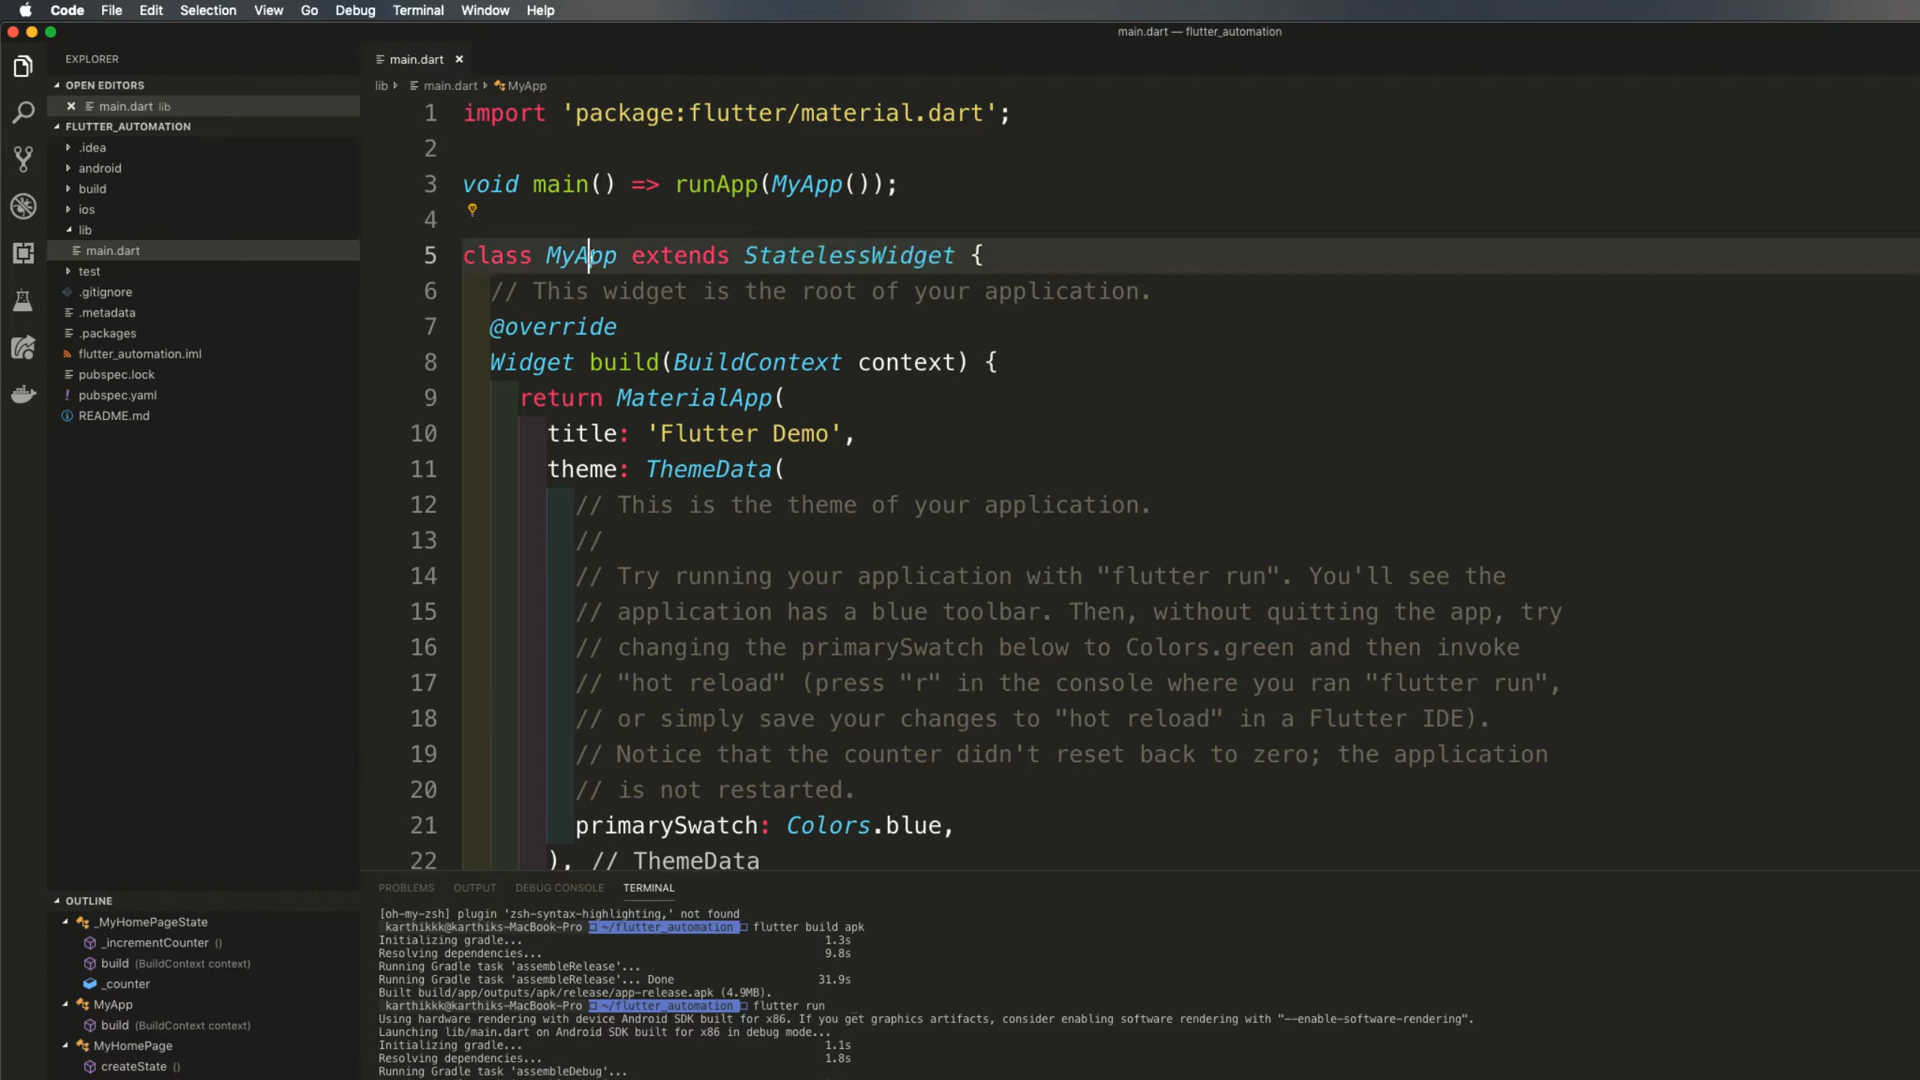 Code File Edit Selection View Go Debug Terminal Window Help
main.dart — flutter_automation
EXPLORER
OPEN EDITORS
main.dart lib
FLUTTER_AUTOMATION
.idea
android
build
ios
lib
main.dart
test
.gitignore
.metadata
.packages
flutter_automation.iml
pubspec.lock
pubspec.yaml
README.md
OUTLINE
_MyHomePageState
_incrementCounter ()
build (BuildContext context)
_counter
MyApp
build (BuildContext context)
MyHomePage
createState ()
main.dart
lib main.dart MyApp
1 import 'package:flutter/material.dart';
2
3 void main() => runApp(MyApp());
4
5 class MyApp extends StatelessWidget {
6 // This widget is the root of your application.
7 @override
8 Widget build(BuildContext context) {
9 return MaterialApp(
10 title: 'Flutter Demo',
11 theme: ThemeData(
12 // This is the theme of your application.
13 //
14 // Try running your application with "flutter run". You'll see the
15 // application has a blue toolbar. Then, without quitting the app, try
16 // changing the primarySwatch below to Colors.green and then invoke
17 // "hot reload" (press "r" in the console where you ran "flutter run",
18 // or simply save your changes to "hot reload" in a Flutter IDE).
19 // Notice that the counter didn't reset back to zero; the application
20 // is not restarted.
21 primarySwatch: Colors.blue,
22 ), // ThemeData
PROBLEMS OUTPUT DEBUG CONSOLE TERMINAL
[oh-my-zsh] plugin 'zsh-syntax-highlighting,' not found
karthikkk@karthiks-MacBook-Pro ~/flutter_automation flutter build apk
Initializing gradle... 1.3s
Resolving dependencies... 9.8s
Running Gradle task 'assembleRelease'...
Running Gradle task 'assembleRelease'... Done 31.9s
Built build/app/outputs/apk/release/app-release.apk (4.9MB).
karthikkk@karthiks-MacBook-Pro ~/flutter_automation flutter run
Using hardware rendering with device Android SDK built for x86. If you get graphics artifacts, consider enabling software rendering with "--enable-software-rendering".
Launching lib/main.dart on Android SDK built for x86 in debug mode...
Initializing gradle... 1.1s
Resolving dependencies... 1.8s
Running Gradle task 'assembleDebug'...